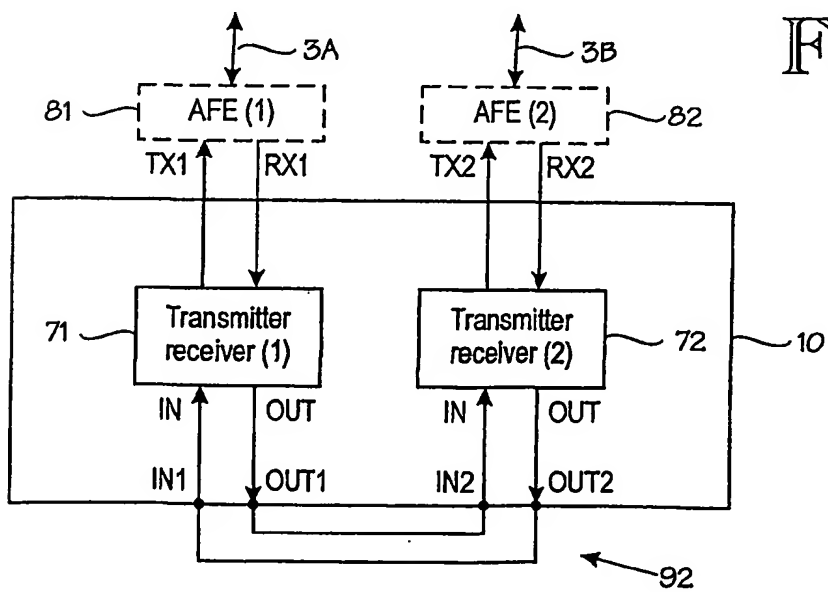 3A 3B F
81 AFE (1) AFE (2) 82
TX1 RX1 TX2 RX2
71 Transmitter receiver (1) Transmitter receiver (2) 72 10
IN OUT IN OUT
IN1 OUT1 IN2 OUT2
92